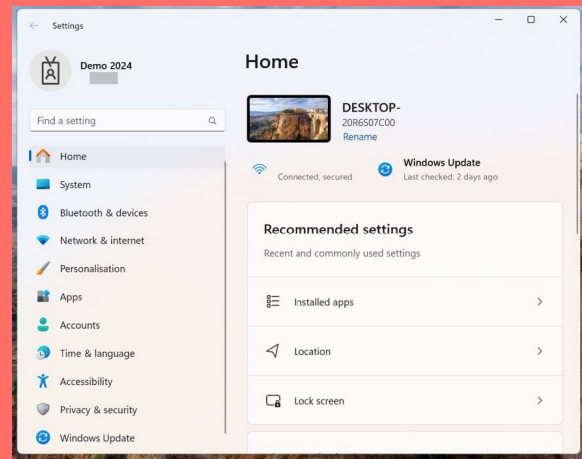 Settings
Demo 2024
Find a setting
Home
System
Bluetooth & devices
Network & internet
Personalisation
Apps
Accounts
Time & language
Accessibility
Privacy & security
Windows Update
Home
DESKTOP-
20R6S07C00
Rename
Connected, secured
Windows Update
Last checked: 2 days ago
Recommended settings
Recent and commonly used settings
Installed apps
Location
Lock screen